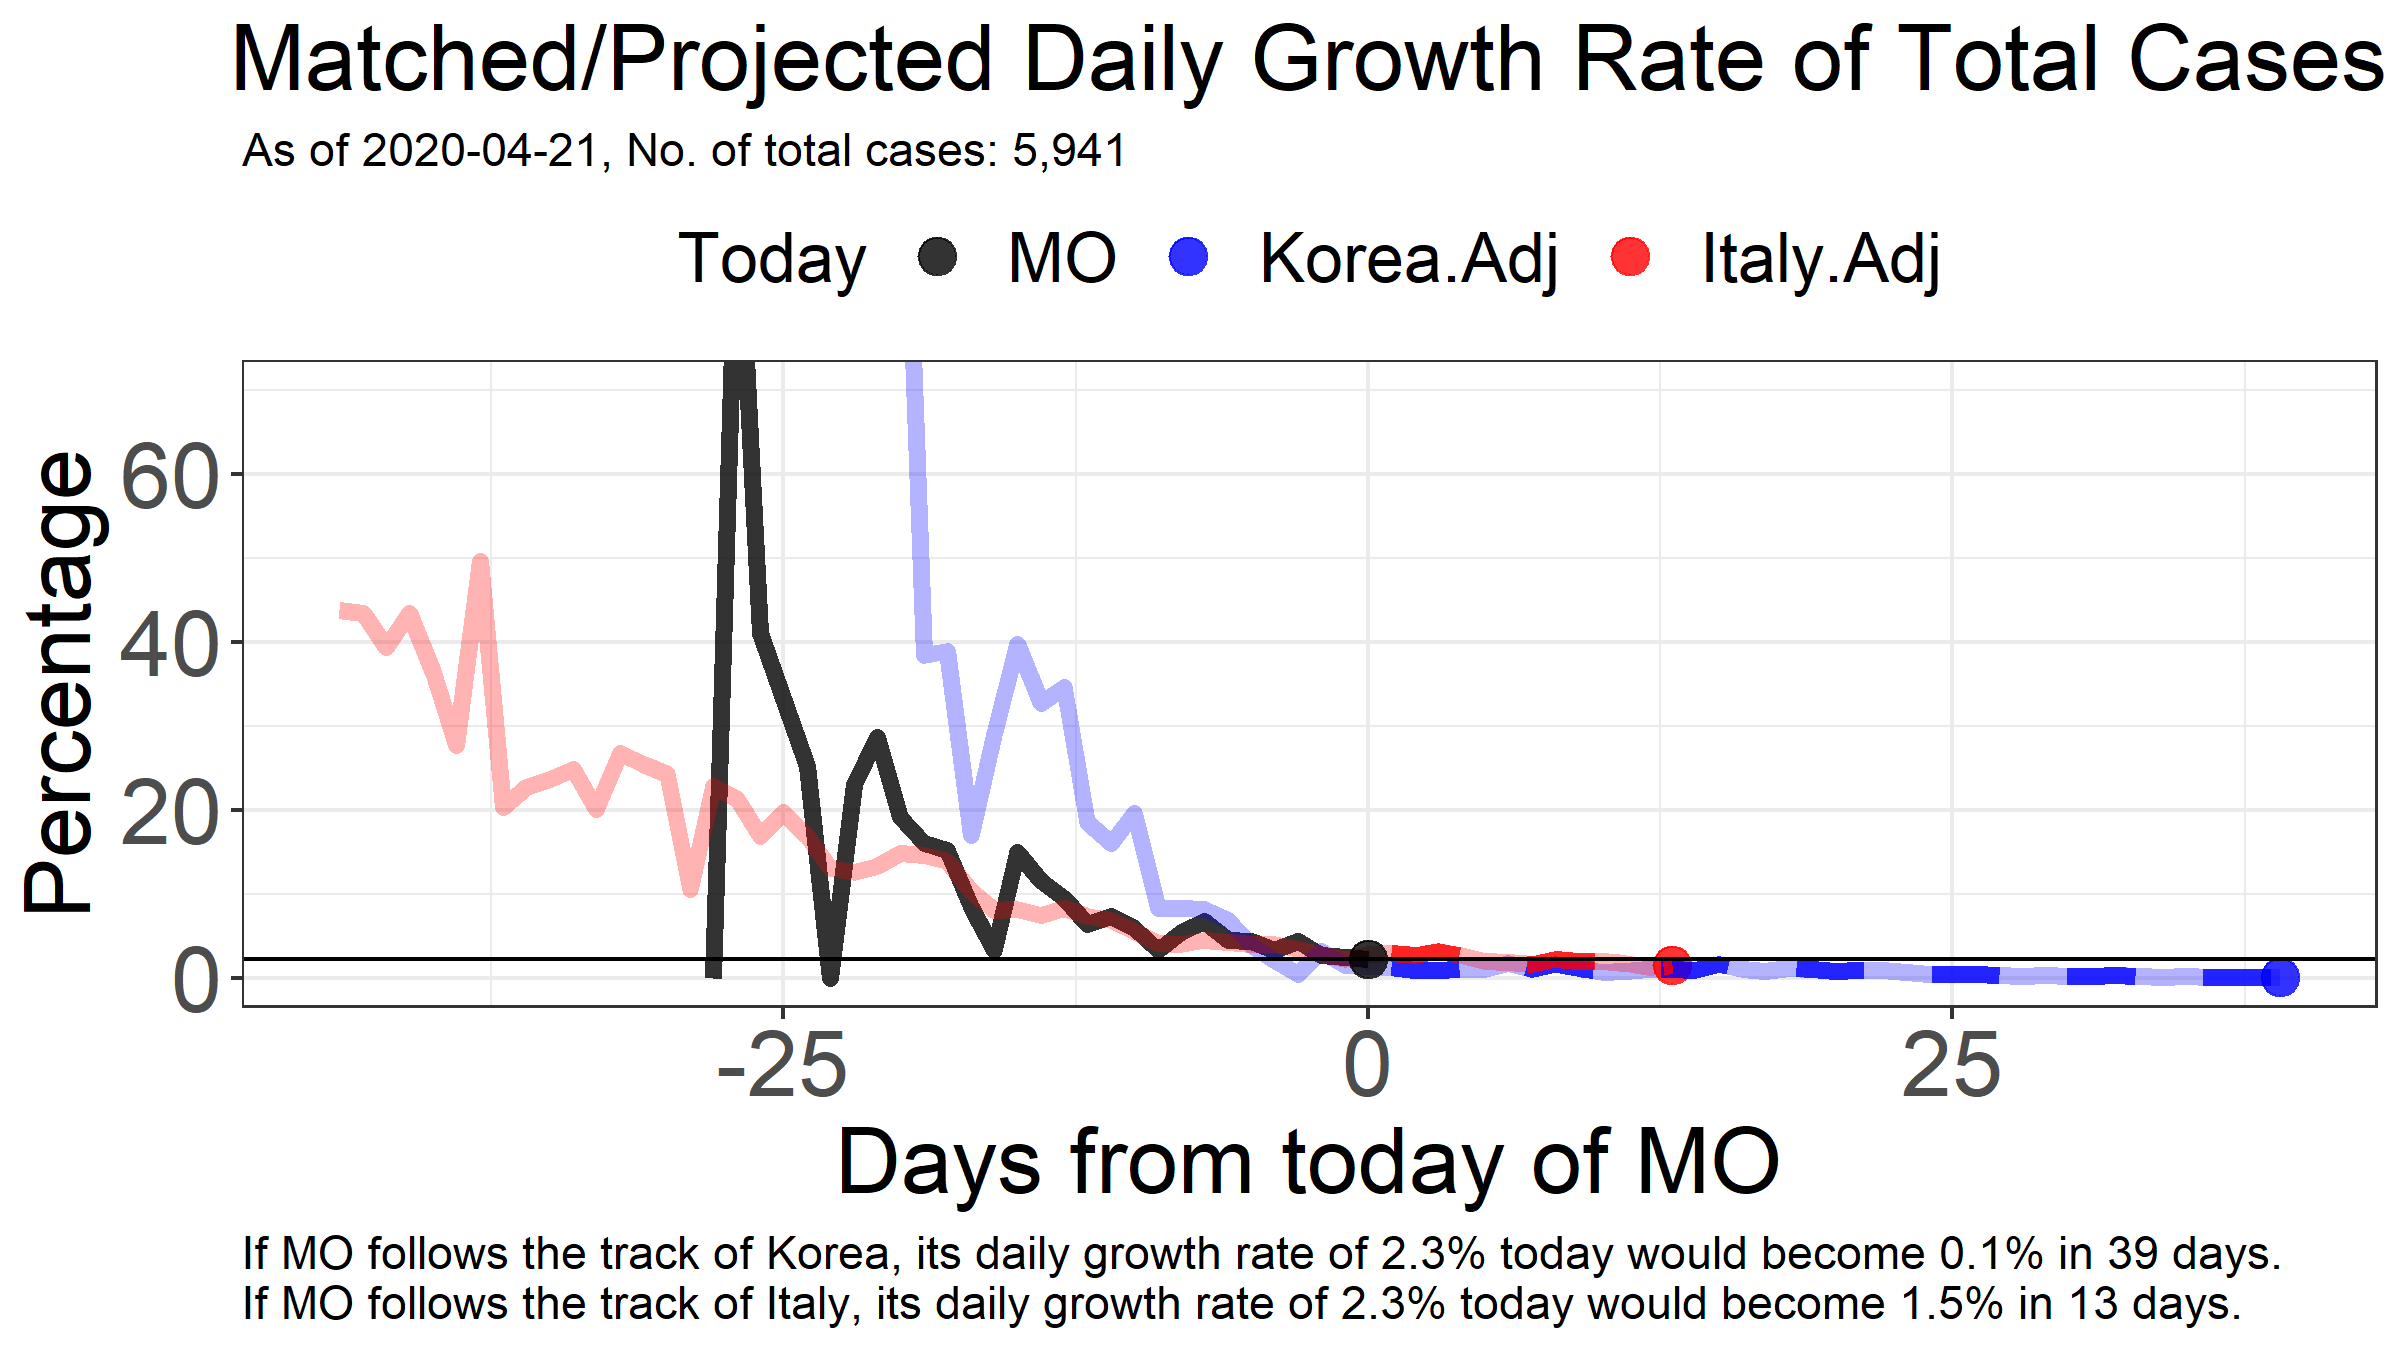 Matched/Projected Daily Growth Rate of Total Cases
As of 2020-04-21, No. of total cases: 5,941
Today MO Korea.Adj Italy.Adj
Percentage
60
40
20
0
-25 0 25
Days from today of MO
If MO follows the track of Korea, its daily growth rate of 2.3% today would become 0.1% in 39 days.
If MO follows the track of Italy, its daily growth rate of 2.3% today would become 1.5% in 13 days.